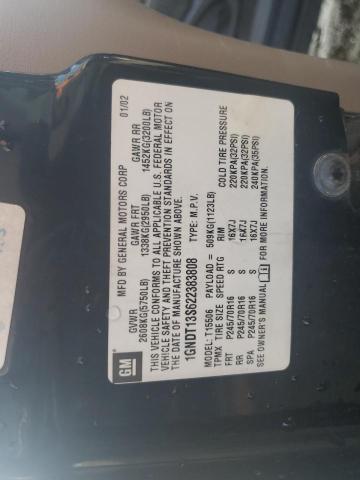 GM
MFD BY GENERAL MOTORS CORP 01/02
GVWR GAWR FRT GAWR RR
2608KG(5750LB) 1338KG(2950LB) 1452KG(3200LB)
THIS VEHICLE CONFORMS TO ALL APPLICABLE U.S. FEDERAL MOTOR
VEHICLE SAFETY AND THEFT PREVENTION STANDARDS IN EFFECT ON
THE DATE OF MANUFACTURE SHOWN ABOVE.
1GNDT13S622383808 TYPE: M.P.V.
MODEL: T15506 PAYLOAD = 509KG(1123LB)
TPMX TIRE SIZE SPEED RTG RIM COLD TIRE PRESSURE
FRT P245/70R16 S 16X7J 220KPA(32PSI)
RR P245/70R16 S 16X7J 220KPA(32PSI)
SPA P245/70R16 S 16X7J 240KPA(35PSI)
SEE OWNER'S MANUAL FOR MORE INFORMATION.